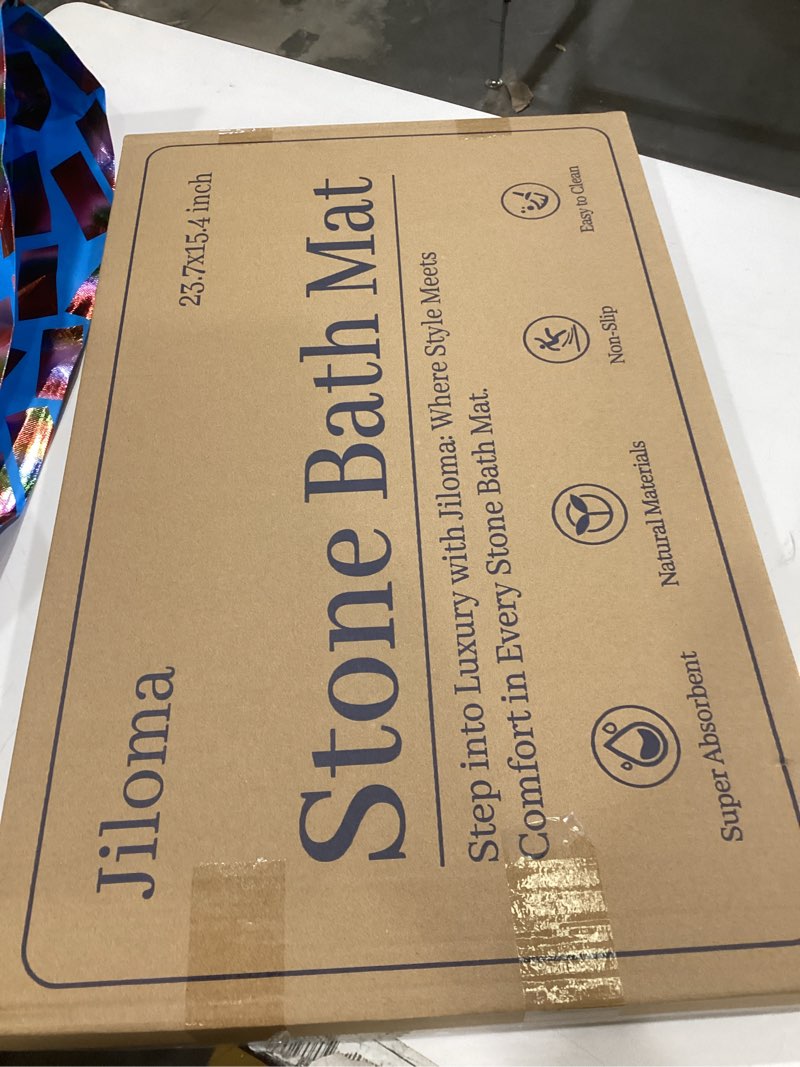 Jiloma
23.7x15.4 inch
Stone Bath Mat
Step into Luxury with Jiloma: Where Style Meets
Comfort in Every Stone Bath Mat.
Super Absorbent
Natural Materials
Non-Slip
Easy to Clean